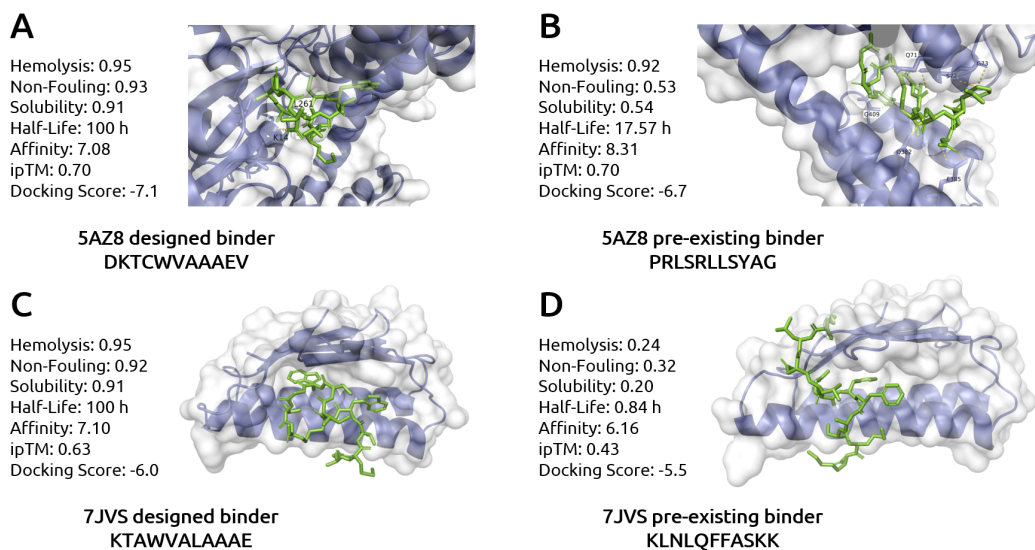 A
Hemolysis: 0.95
Non-Fouling: 0.93
Solubility: 0.91
Half-Life: 100 h
Affinity: 7.08
ipTM: 0.70
Docking Score: -7.1
L261
K14
5AZ8 designed binder
DKTCWVAAAEV
B
Hemolysis: 0.92
Non-Fouling: 0.53
Solubility: 0.54
Half-Life: 17.57 h
Affinity: 8.31
ipTM: 0.70
Docking Score: -6.7
Q71
Q409
5AZ8 pre-existing binder
PRLSRLLSYAG
C
Hemolysis: 0.95
Non-Fouling: 0.92
Solubility: 0.91
Half-Life: 100 h
Affinity: 7.10
ipTM: 0.63
Docking Score: -6.0
7JVS designed binder
KTAWVALAAAE
D
Hemolysis: 0.24
Non-Fouling: 0.32
Solubility: 0.20
Half-Life: 0.84 h
Affinity: 6.16
ipTM: 0.43
Docking Score: -5.5
7JVS pre-existing binder
KLNLQFFASKK